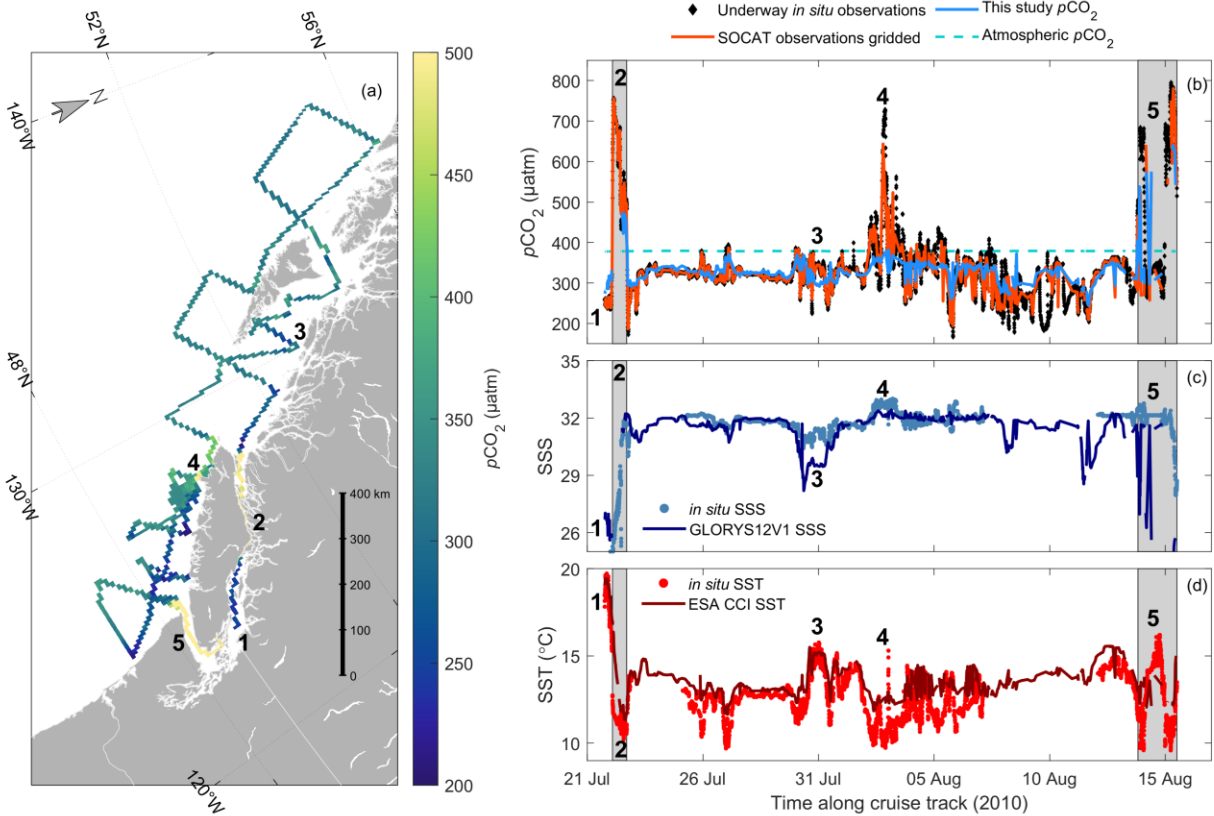 52°N
56°N
140°W
N
(a)
48°N
130°W
120°W
3
4
2
5
1
400 km
300
200
100
0
500
450
400
350
300
250
200
pCO2 (µatm)
Underway in situ observations
This study pCO2
SOCAT observations gridded
Atmospheric pCO2
800
700
600
500
400
300
200
pCO2 (µatm)
(b)
1
2
3
4
5
35
32
29
26
SSS
(c)
1
2
3
4
5
in situ SSS
GLORYS12V1 SSS
20
15
10
SST (°C)
(d)
1
2
3
4
5
in situ SST
ESA CCI SST
21 Jul
26 Jul
31 Jul
05 Aug
10 Aug
15 Aug
Time along cruise track (2010)